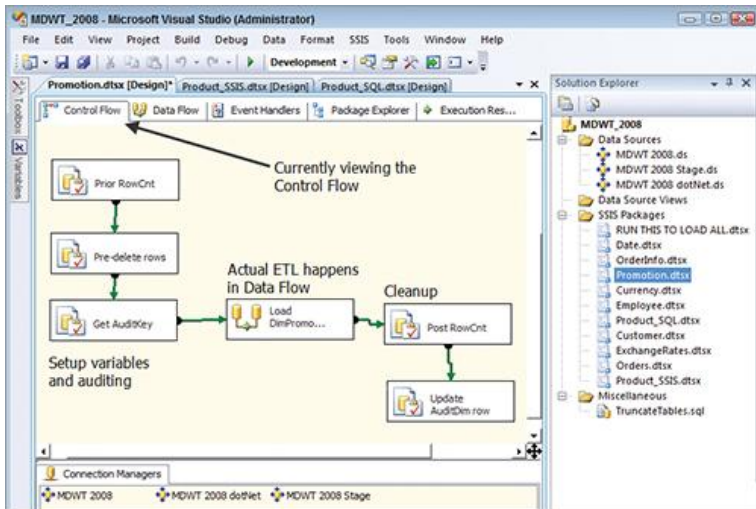 MDWT_2008 - Microsoft Visual Studio (Administrator)
File Edit View Project Build Debug Data Format SSIS Tools Window Help
Development
Promotion.dtsx [Design]* Product_SSIS.dtsx [Design] Product_SQL.dtsx [Design]
Control Flow Data Flow Event Handlers Package Explorer Execution Res...
Toolbox
Variables
Currently viewing the
Control Flow
Prior RowCnt
Pre-delete rows
Get AuditKey
Setup variables
and auditing
Actual ETL happens
in Data Flow
Load
DimPromo...
Cleanup
Post RowCnt
Update
AuditDim row
Connection Managers
MDWT 2008 MDWT 2008 dotNet MDWT 2008 Stage
Solution Explorer
MDWT_2008
Data Sources
MDWT 2008.ds
MDWT 2008 Stage.ds
MDWT 2008 dotNet.ds
Data Source Views
SSIS Packages
RUN THIS TO LOAD ALL.dtsx
Date.dtsx
OrderInfo.dtsx
Promotion.dtsx
Currency.dtsx
Employee.dtsx
Product_SQL.dtsx
Customer.dtsx
ExchangeRates.dtsx
Orders.dtsx
Product_SSIS.dtsx
Miscellaneous
TruncateTables.sql